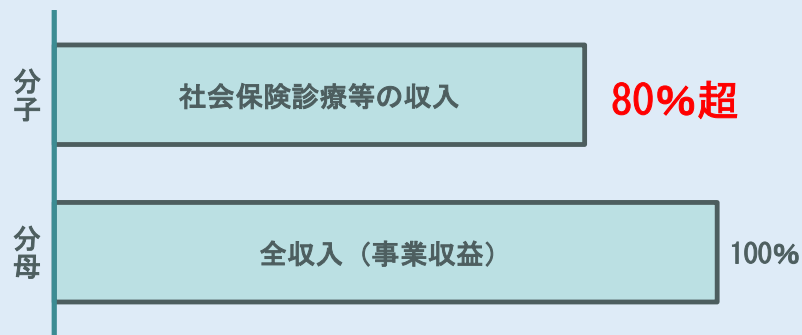 分子
社会保険診療等の収入
80%超
分母
全収入（事業収益）
100%